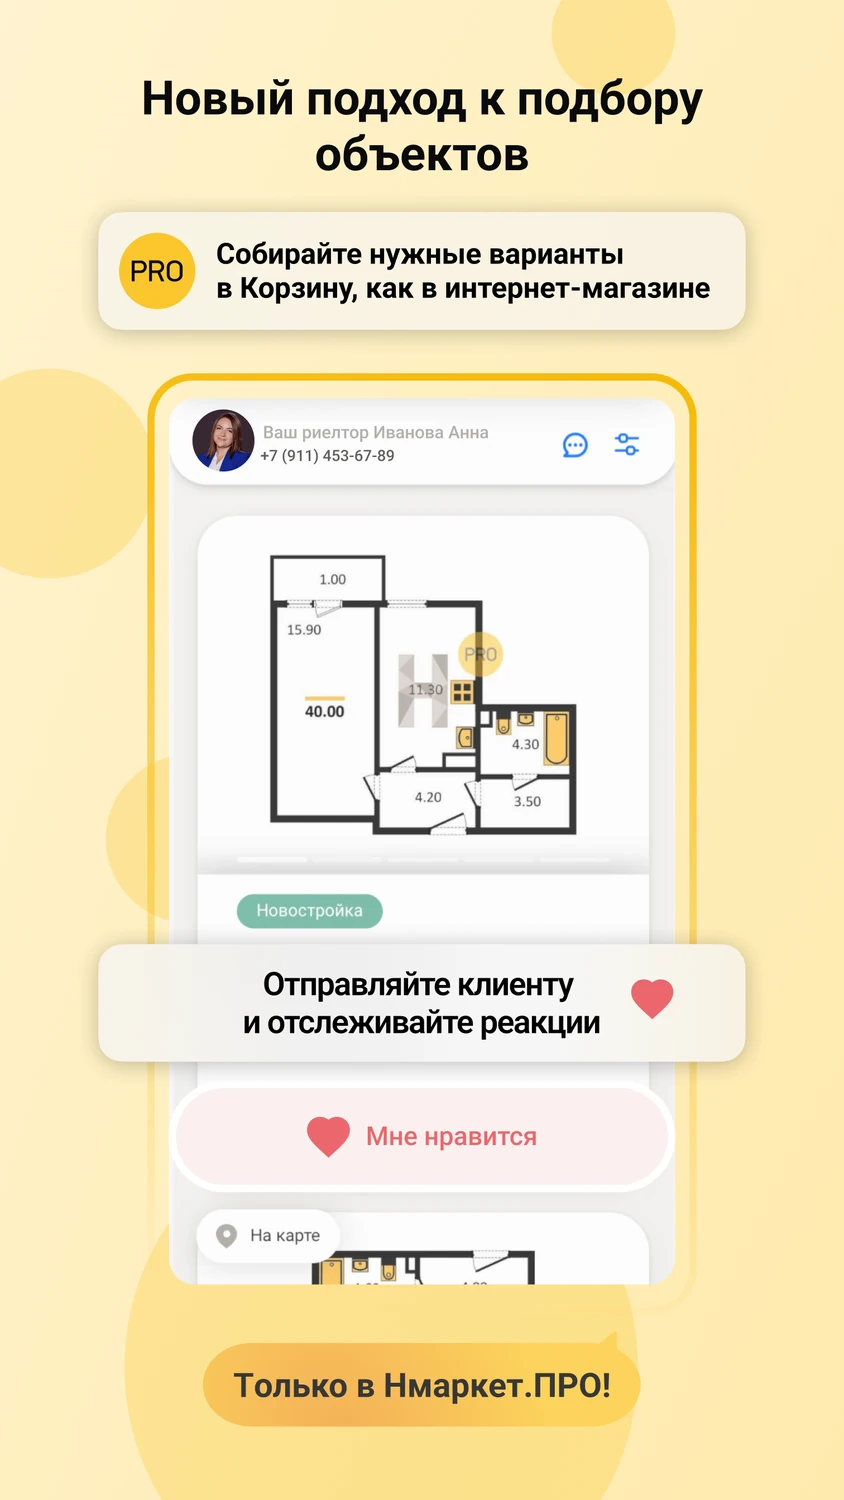 Новый подход к подбору
объектов
PRO
Собирайте нужные варианты
в Корзину, как в интернет-магазине
Ваш риелтор Иванова Анна
+7 (911) 453-67-89
1.00
15.90
PRO
11.30
40.00
4.30
4.20
3.50
Новостройка
Отправляйте клиенту
и отслеживайте реакции
Мне нравится
На карте
Только в Нмаркет.ПРО!